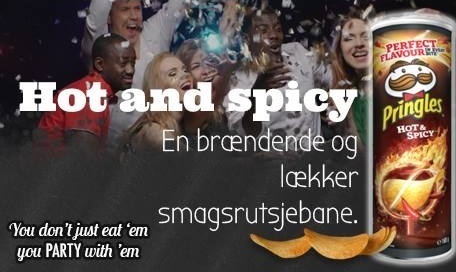 Hot and spicy
En brændende og
lækker
smagsrutsjebane.
You don't just eat 'em
you PARTY with 'em
PERFECT
FLAVOUR
Pringles
HOT &
SPICY